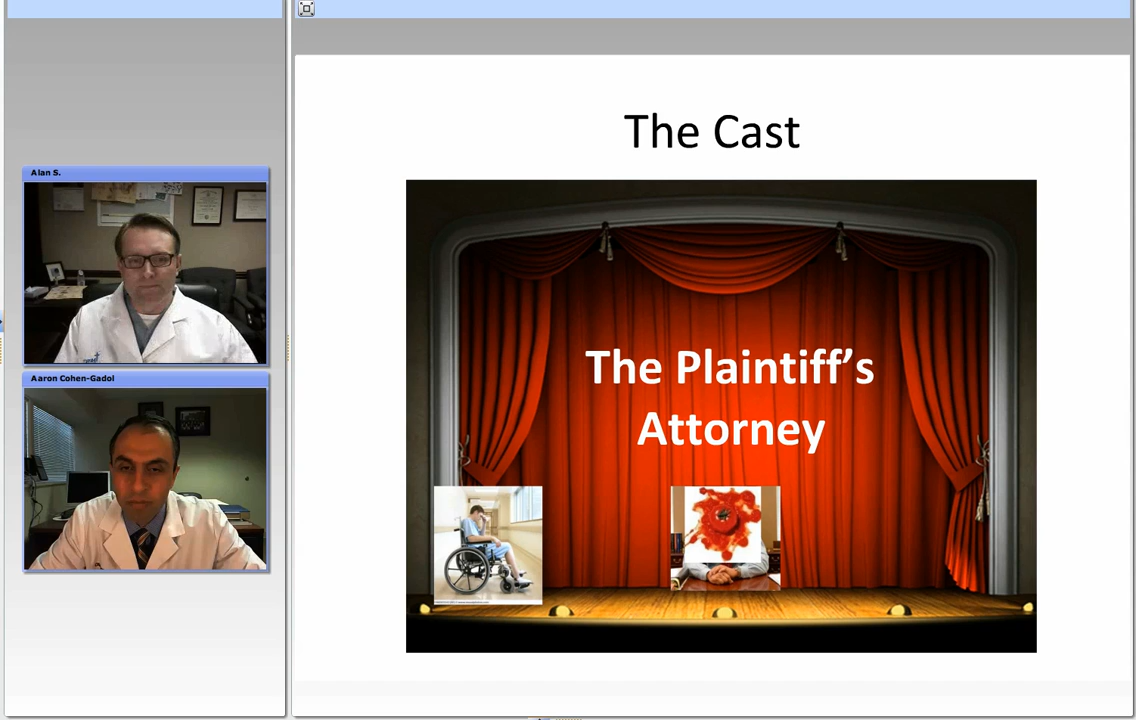 Alan S.
Aaron Cohen-Gadol
The Cast
The Plaintiff's
Attorney